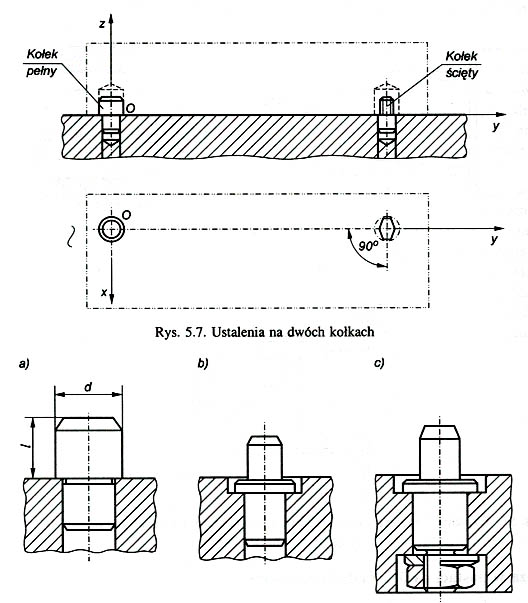 z
Kołek
pełny
Kołek
ścięty
O
y
O
90°
y
x
Rys. 5.7. Ustalenia na dwóch kołkach
a)
b)
c)
d
l